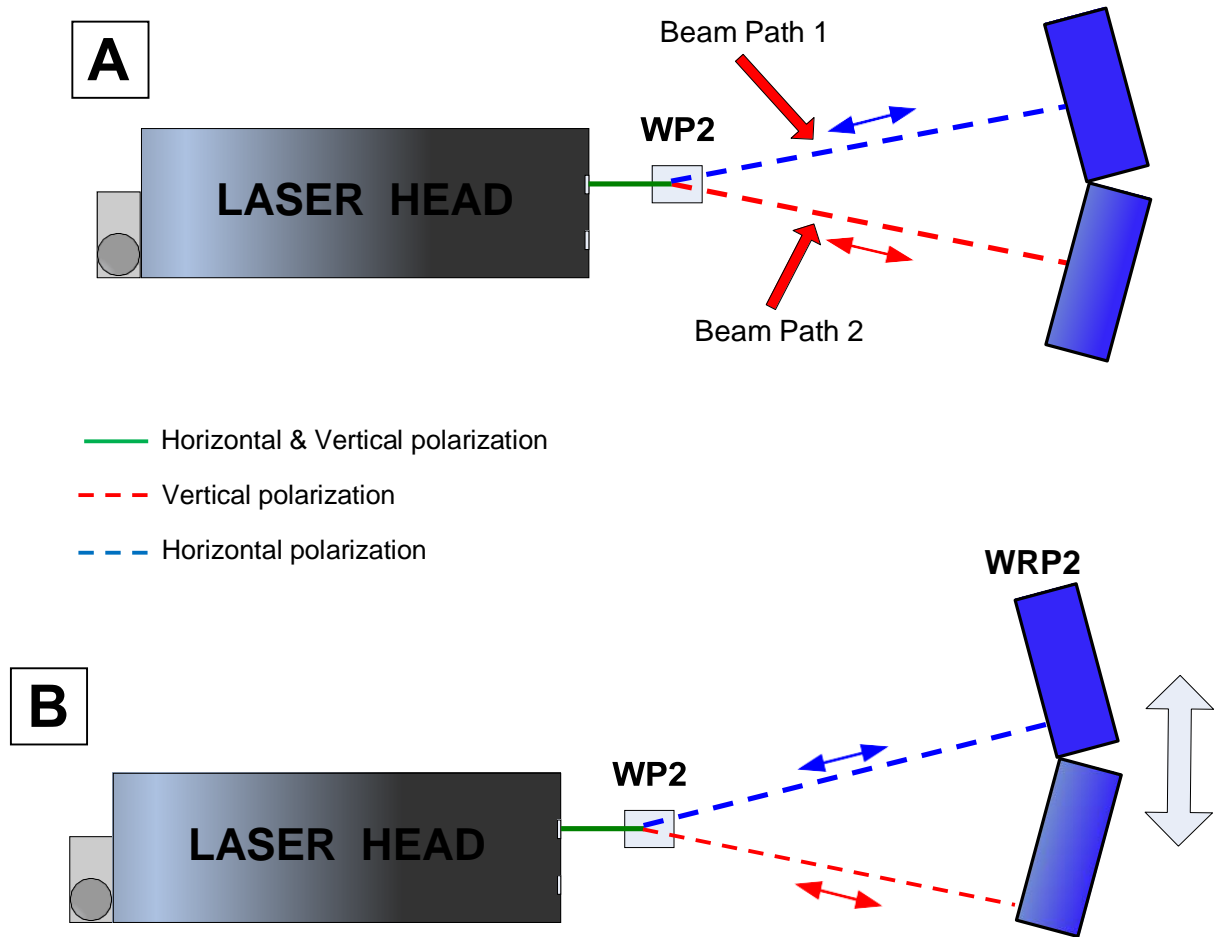 A
Beam Path 1
WP2
LASER HEAD
Beam Path 2
Horizontal & Vertical polarization
Vertical polarization
Horizontal polarization
WRP2
B
WP2
LASER HEAD